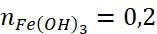 n_{Fe(OH)_3} = 0,2